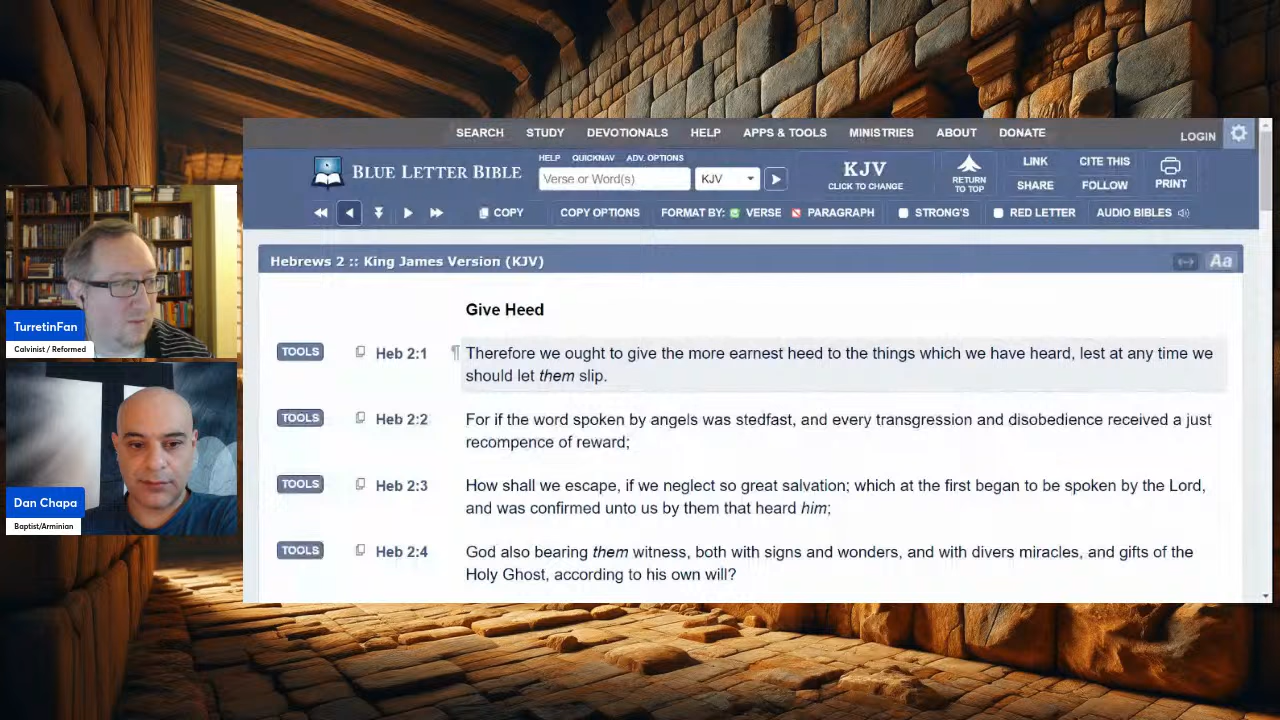 SEARCH STUDY DEVOTIONALS HELP APPS & TOOLS MINISTRIES ABOUT DONATE LOGIN
HELP QUICKNAV ADV. OPTIONS
BLUE LETTER BIBLE
Verse or Word(s)
KJV
KJV
CLICK TO CHANGE
RETURN
TO TOP
LINK
CITE THIS
SHARE
FOLLOW
PRINT
COPY COPY OPTIONS FORMAT BY: VERSE PARAGRAPH STRONG'S RED LETTER AUDIO BIBLES
Hebrews 2 :: King James Version (KJV)
Aa
Give Heed
TOOLS Heb 2:1 ¶ Therefore we ought to give the more earnest heed to the things which we have heard, lest at any time we
should let them slip.
TOOLS Heb 2:2 For if the word spoken by angels was stedfast, and every transgression and disobedience received a just
recompence of reward;
TOOLS Heb 2:3 How shall we escape, if we neglect so great salvation; which at the first began to be spoken by the Lord,
and was confirmed unto us by them that heard him;
TOOLS Heb 2:4 God also bearing them witness, both with signs and wonders, and with divers miracles, and gifts of the
Holy Ghost, according to his own will?
TurretinFan
Calvinist / Reformed
Dan Chapa
Baptist/Arminian